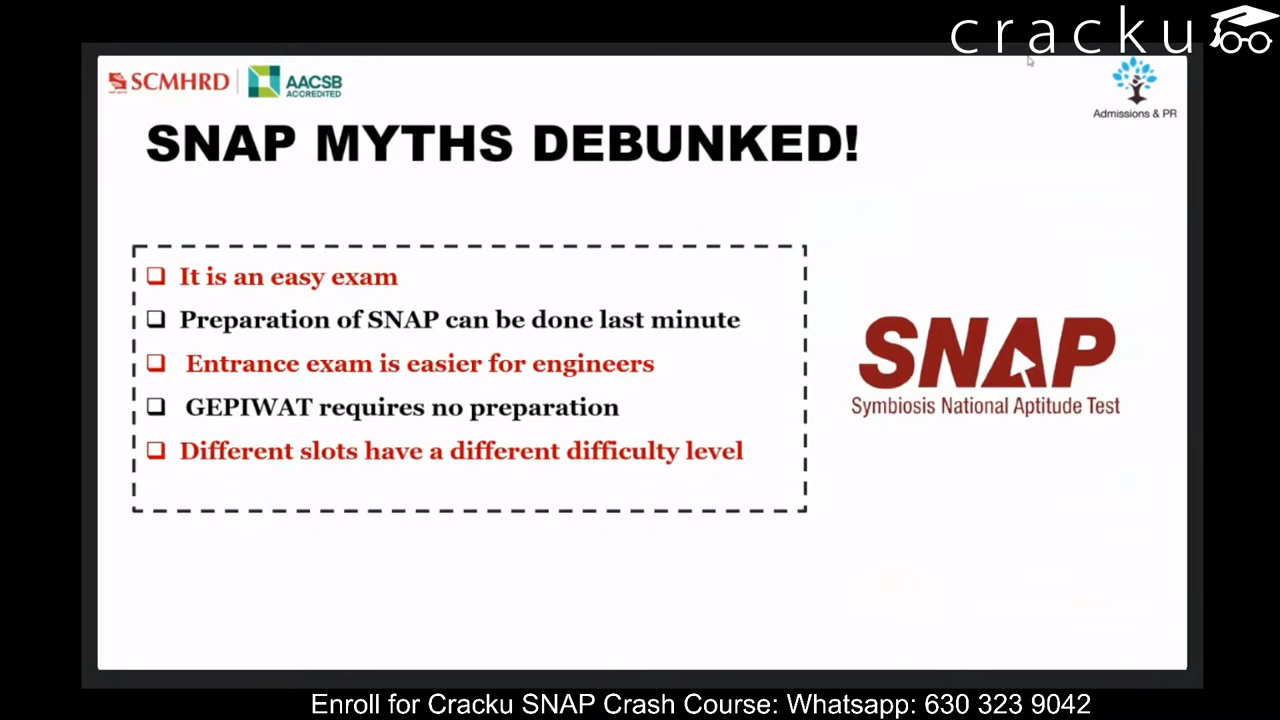 cracku
SCMHRD
AACSB
ACCREDITED
Admissions & PR
SNAP MYTHS DEBUNKED!
It is an easy exam
Preparation of SNAP can be done last minute
Entrance exam is easier for engineers
GEPIWAT requires no preparation
Different slots have a different difficulty level
SNAP
Symbiosis National Aptitude Test
Enroll for Cracku SNAP Crash Course: Whatsapp: 630 323 9042